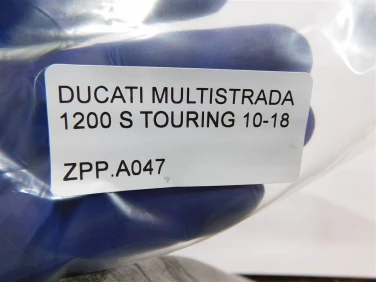 DUCATI MULTISTRADA
1200 S TOURING 10-18
ZPP.A047